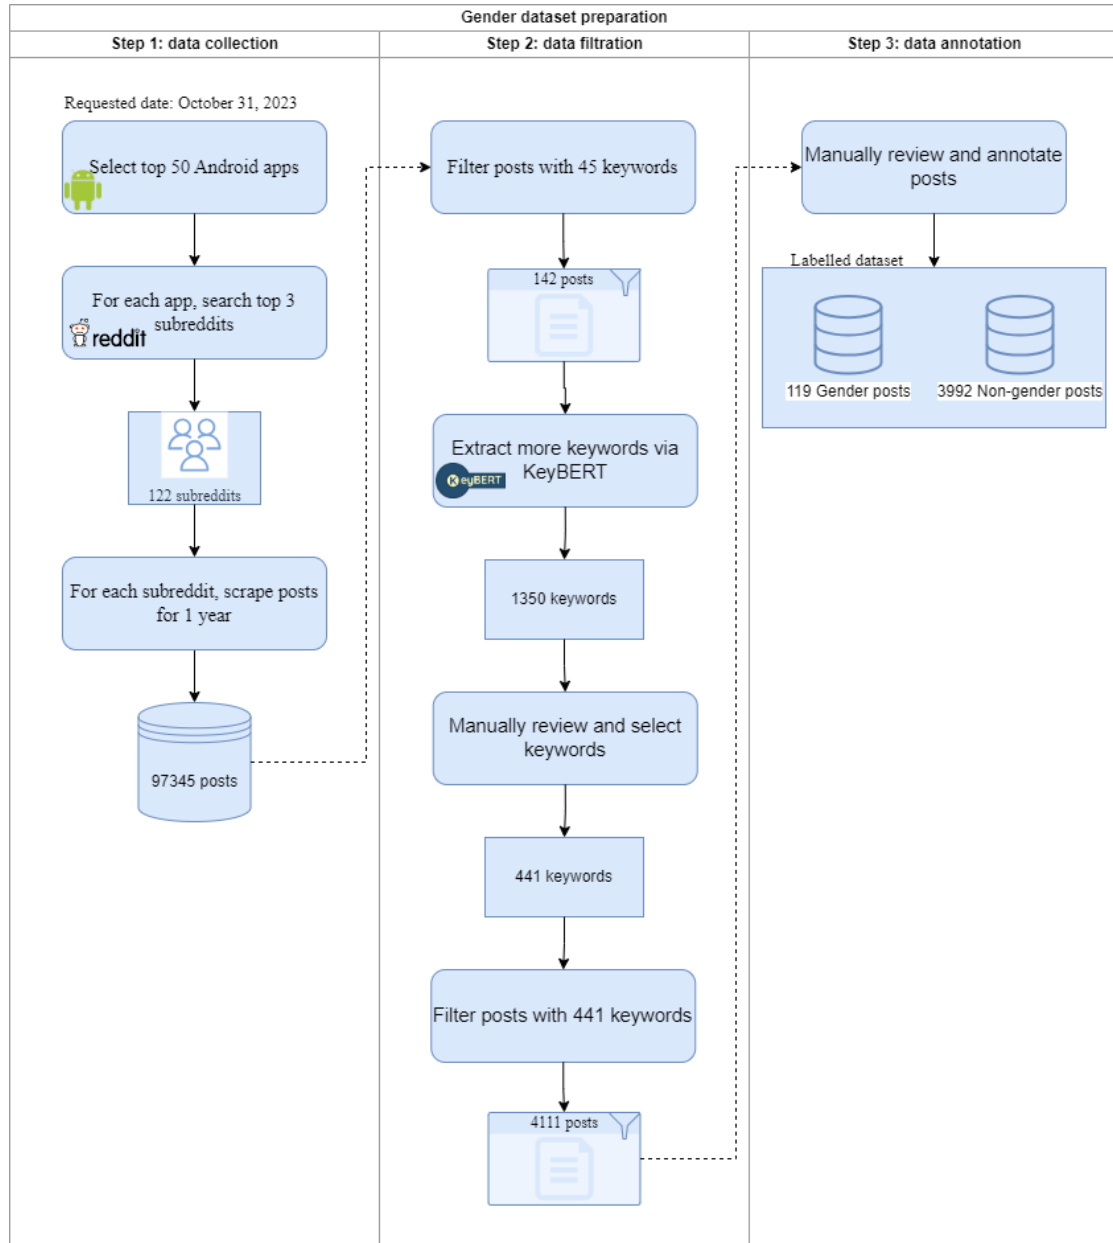 Gender dataset preparation
Step 1: data collection
Step 2: data filtration
Step 3: data annotation
Requested date: October 31, 2023
Select top 50 Android apps
For each app, search top 3
subreddits
reddit
122 subreddits
For each subreddit, scrape posts
for 1 year
97345 posts
Filter posts with 45 keywords
142 posts
Extract more keywords via
KeyBERT
KeyBERT
1350 keywords
Manually review and select
keywords
441 keywords
Filter posts with 441 keywords
4111 posts
Manually review and annotate
posts
Labelled dataset
119 Gender posts
3992 Non-gender posts